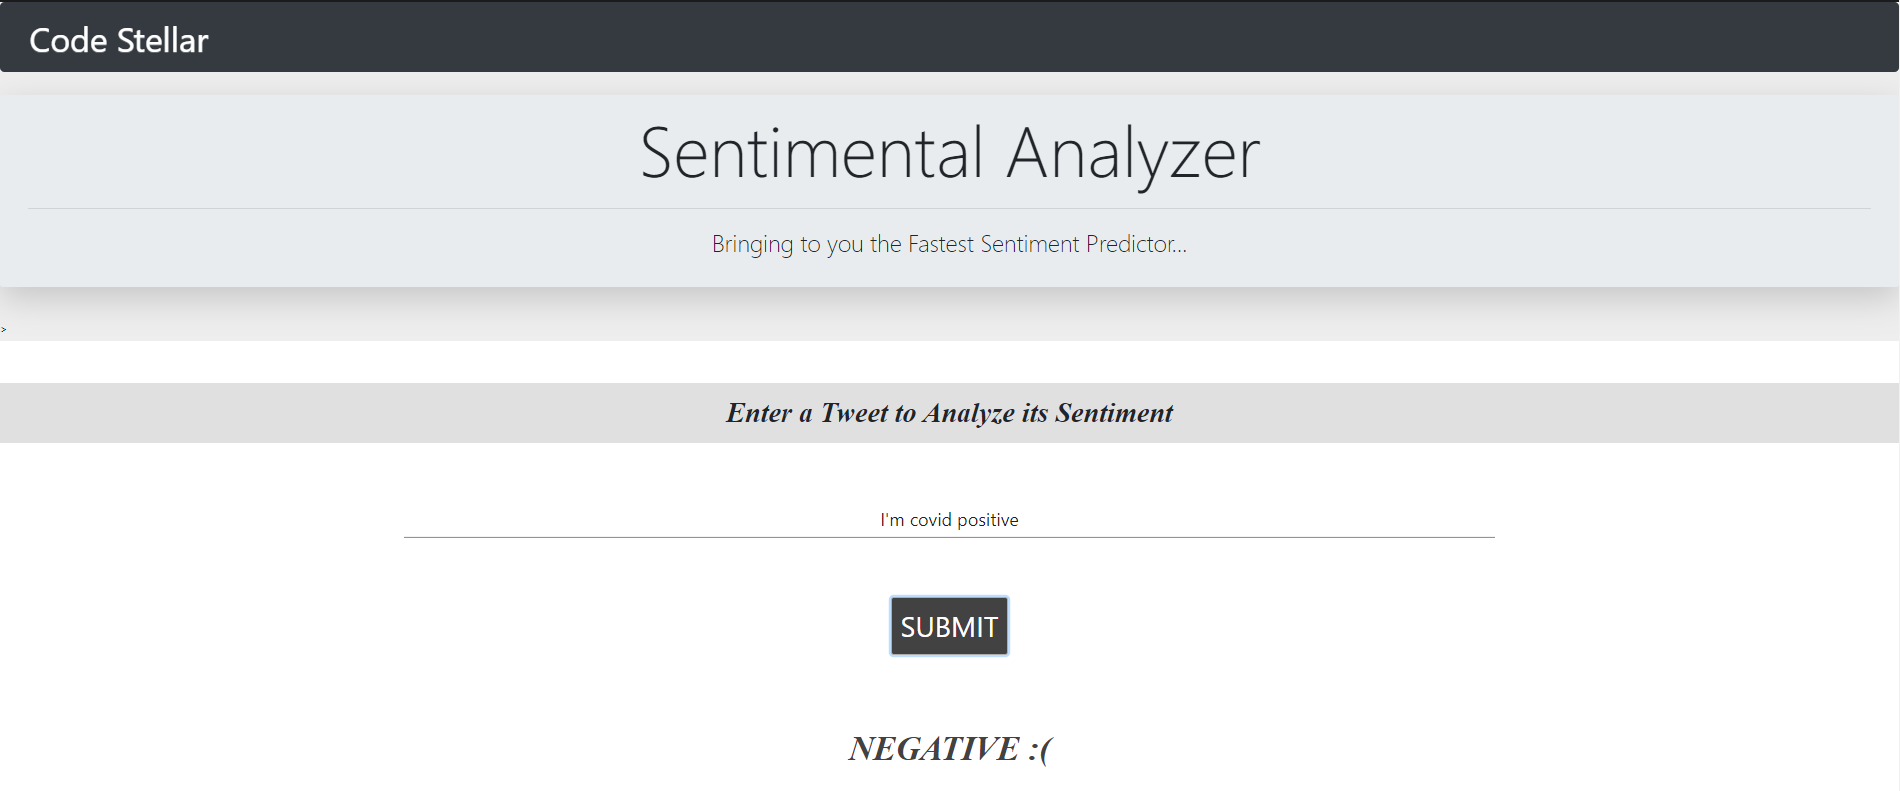 Code Stellar
Sentimental Analyzer
Bringing to you the Fastest Sentiment Predictor...
>
Enter a Tweet to Analyze its Sentiment
I'm covid positive
SUBMIT
NEGATIVE :(